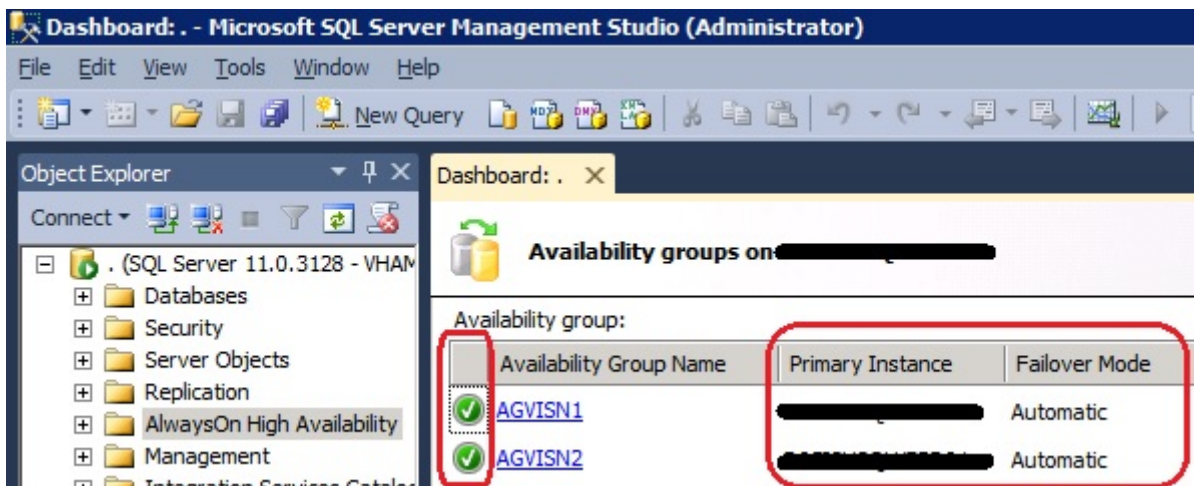 Dashboard: . - Microsoft SQL Server Management Studio (Administrator)
File Edit View Tools Window Help
New Query
Object Explorer
Dashboard: .
Connect
. (SQL Server 11.0.3128 - VHAM
Databases
Security
Server Objects
Replication
AlwaysOn High Availability
Management
Availability groups on
Availability group:
Availability Group Name Primary Instance Failover Mode
AGVISN1 Automatic
AGVISN2 Automatic